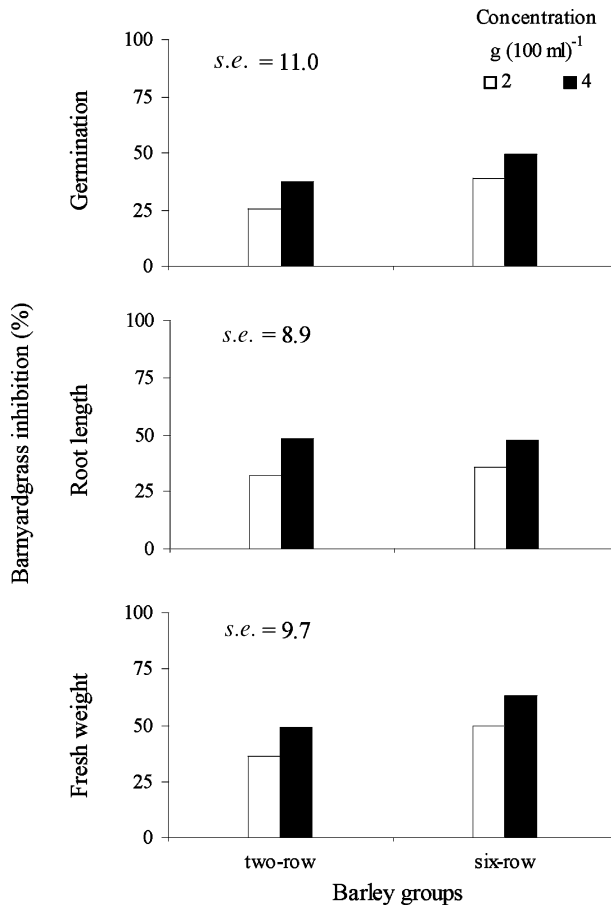 Concentration
g (100 ml)-1
2 4
Barnyardgrass inhibition (%)
Germination
100
75
50
25
0
s.e. = 11.0
Root length
100
75
50
25
0
s.e. = 8.9
Fresh weight
100
75
50
25
0
s.e. = 9.7
two-row six-row
Barley groups